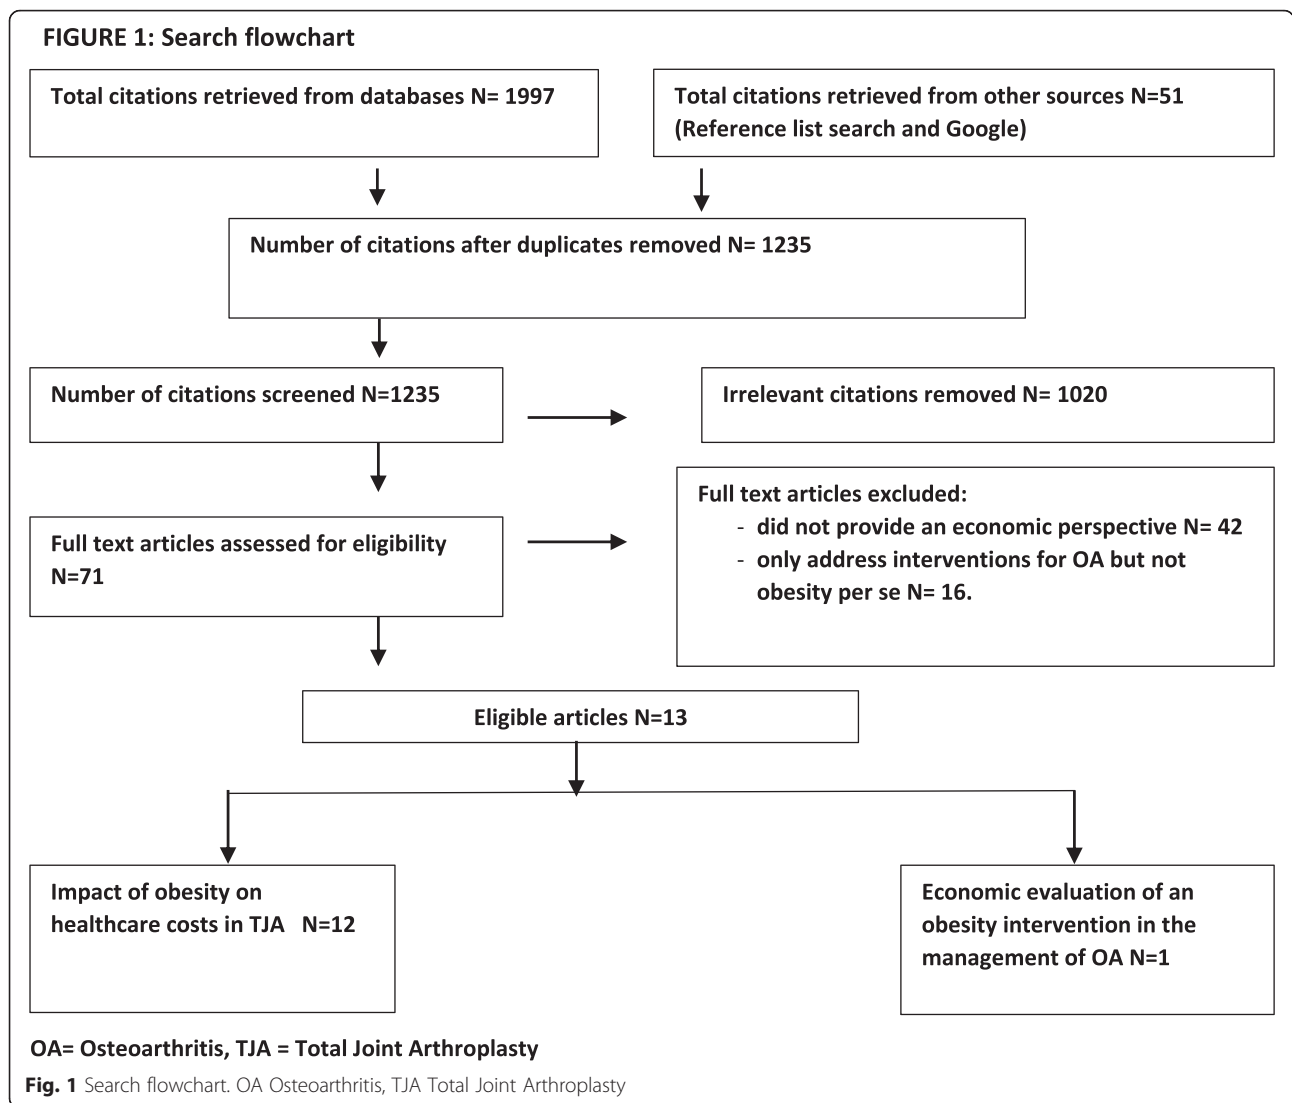 FIGURE 1: Search flowchart
Total citations retrieved from databases N= 1997
Total citations retrieved from other sources N=51
(Reference list search and Google)
Number of citations after duplicates removed N= 1235
Number of citations screened N=1235
Irrelevant citations removed N= 1020
Full text articles assessed for eligibility
N=71
Full text articles excluded:
- did not provide an economic perspective N= 42
- only address interventions for OA but not
obesity per se N= 16.
Eligible articles N=13
Impact of obesity on
healthcare costs in TJA N=12
Economic evaluation of an
obesity intervention in the
management of OA N=1
OA= Osteoarthritis, TJA = Total Joint Arthroplasty
Fig. 1 Search flowchart. OA Osteoarthritis, TJA Total Joint Arthroplasty